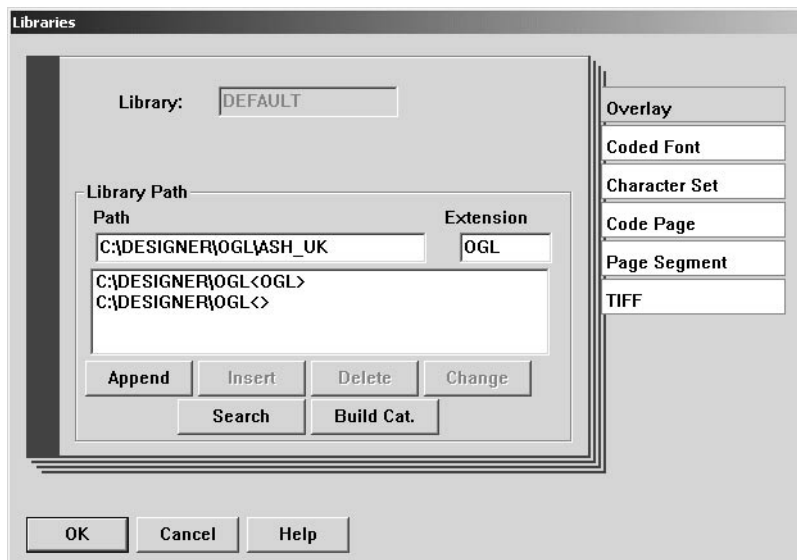 Libraries
Library: DEFAULT
Library Path
Path Extension
C:\DESIGNER\OGL\ASH_UK OGL
C:\DESIGNER\OGL<OGL>
C:\DESIGNER\OGL<>
Append Insert Delete Change
Search Build Cat.
Overlay
Coded Font
Character Set
Code Page
Page Segment
TIFF
OK Cancel Help